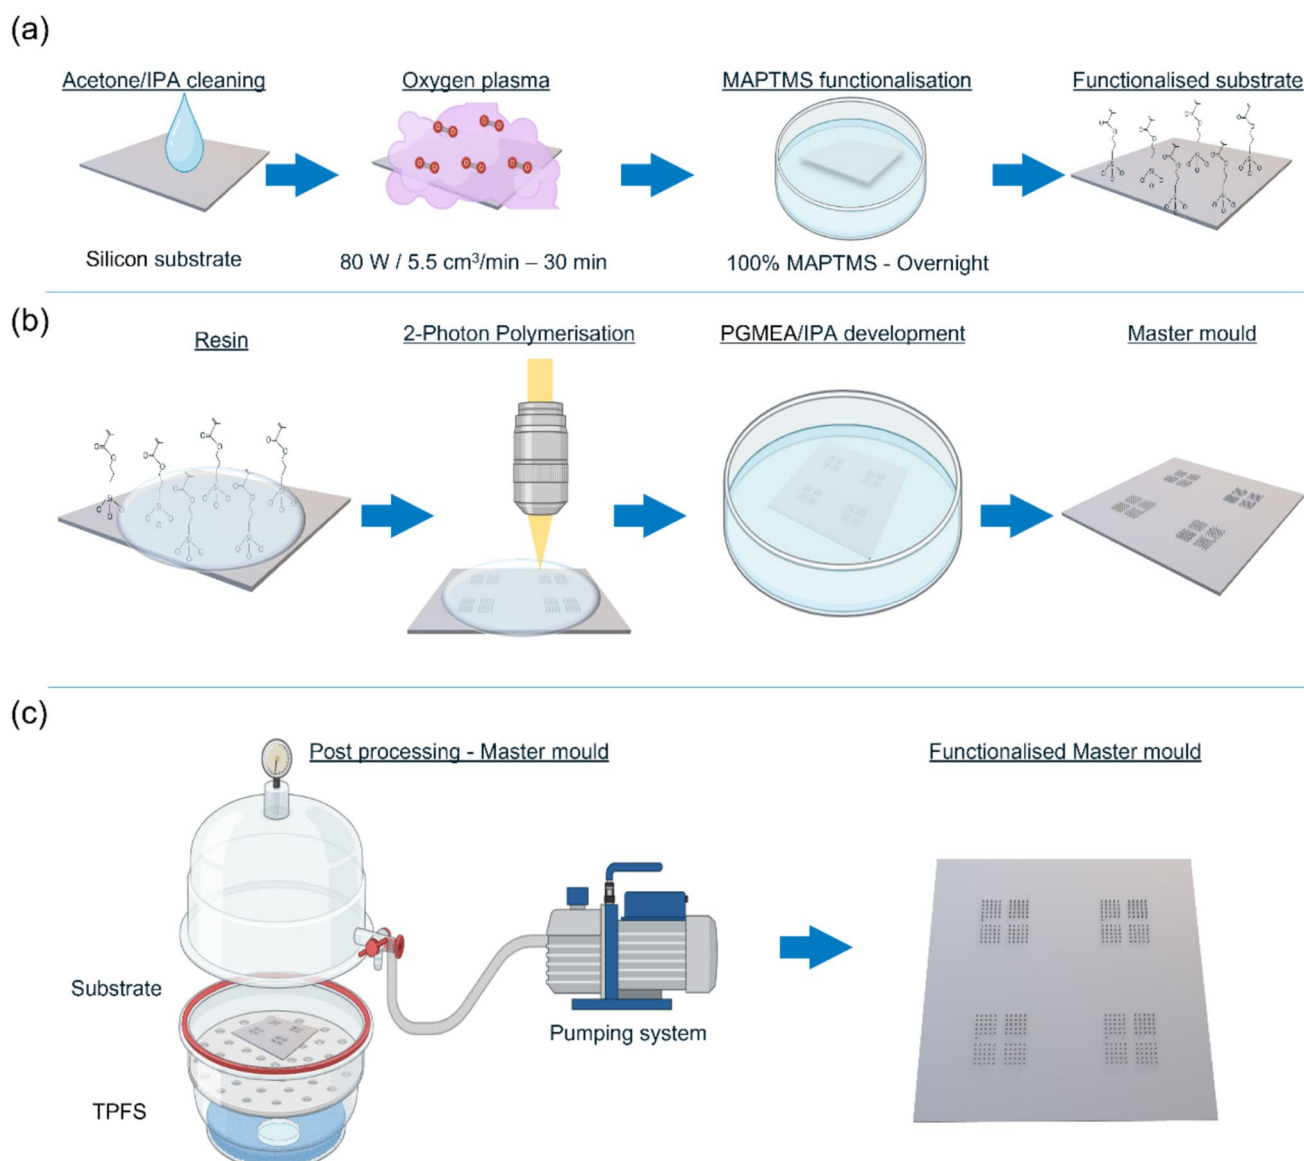 (a)
Acetone/IPA cleaning
Oxygen plasma
MAPTMS functionalisation
Functionalised substrate
Silicon substrate
80 W / 5.5 cm³/min – 30 min
100% MAPTMS - Overnight
(b)
Resin
2-Photon Polymerisation
PGMEA/IPA development
Master mould
(c)
Post processing - Master mould
Functionalised Master mould
Substrate
Pumping system
TPFS